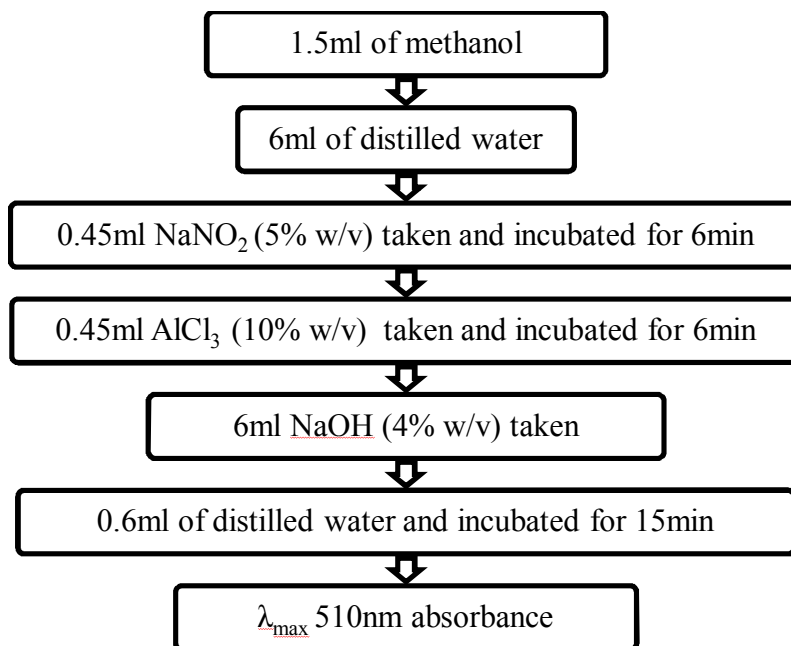 1.5ml of methanol
6ml of distilled water
0.45ml NaNO₂ (5% w/v) taken and incubated for 6min
0.45ml AlCl₃ (10% w/v) taken and incubated for 6min
6ml NaOH (4% w/v) taken
0.6ml of distilled water and incubated for 15min
λmax 510nm absorbance